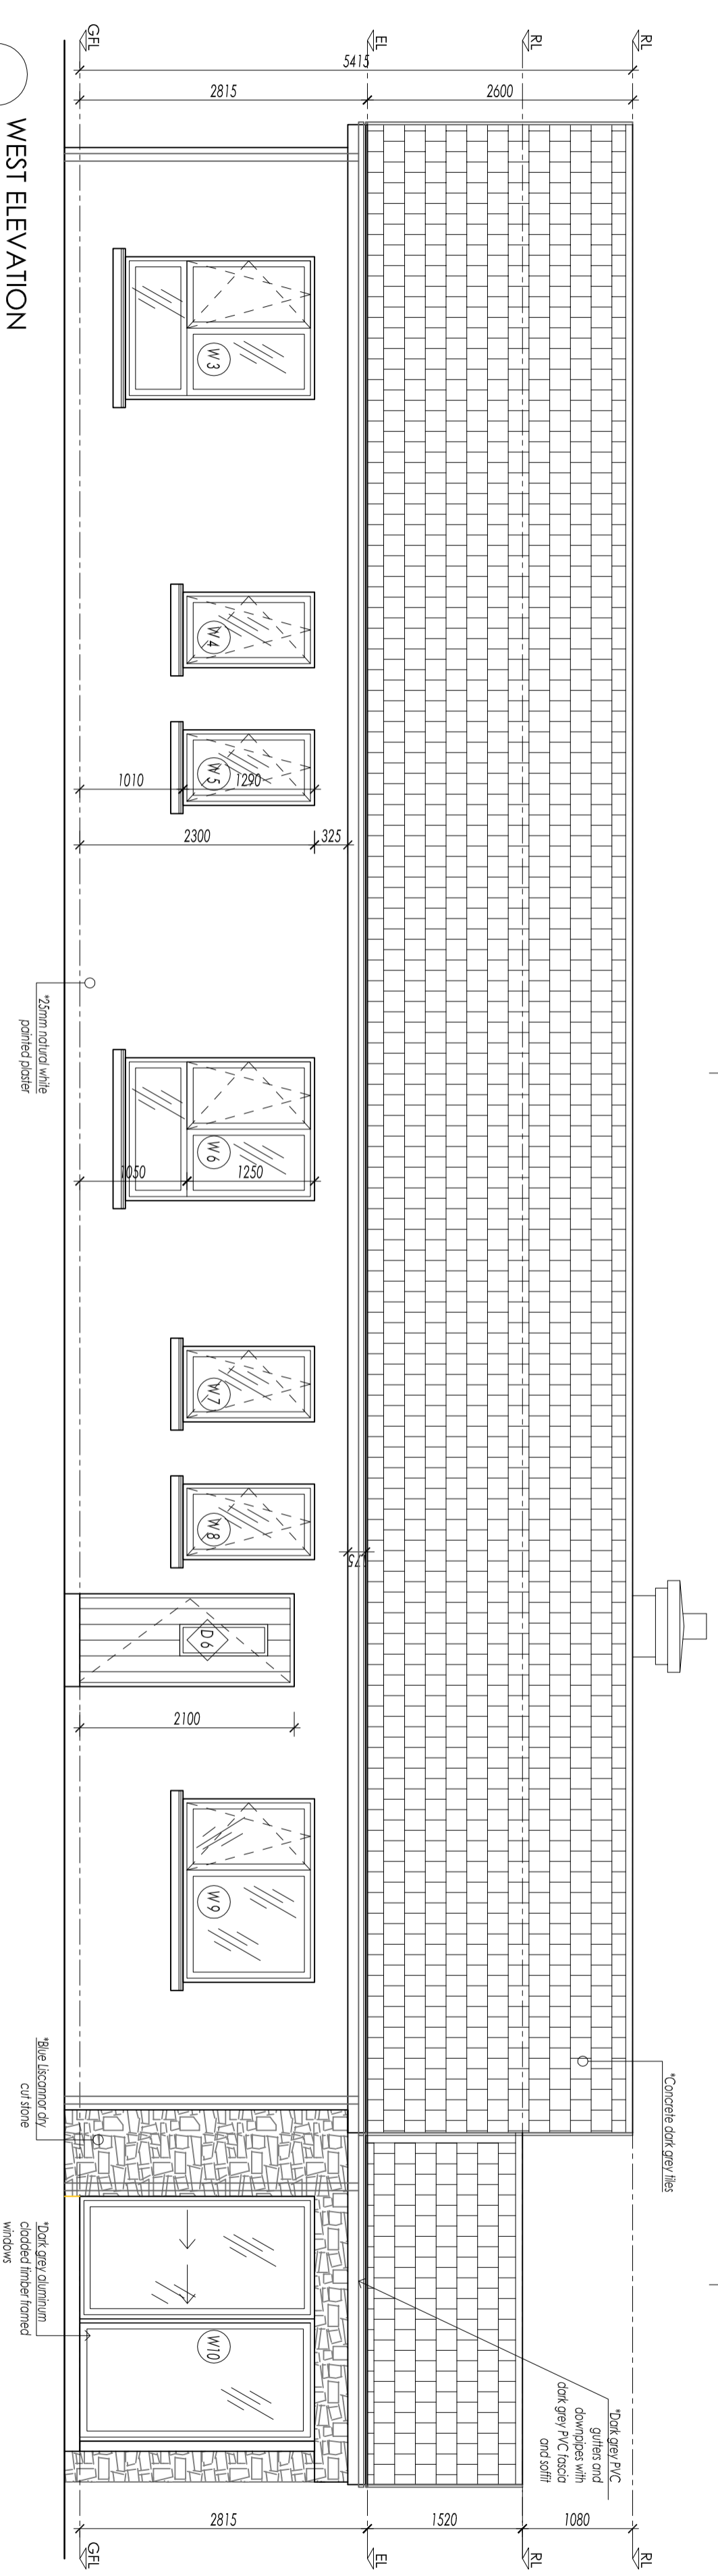 RL
RL
EL
GFL
5415
2600
2815
W3
W4
W5
1010
1290
2300
325
*25mm natural white
painted plaster
W6
1050
1250
W7
W8
175
D6
2100
W9
*Concrete dark grey tiles
*Blue Liscannor dry
cut stone
*Dark grey aluminum
cladded timber framed
windows
W10
*Dark grey PVC
gutters and
downpipes with
dark grey PVC fascia
and soffit
1080
1520
2815
RL
RL
EL
GFL
WEST ELEVATION